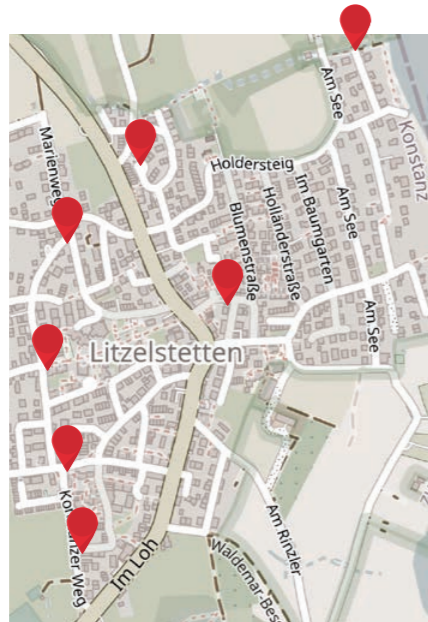 Am See
Marienweg
Konstanz
Holdersteig
Im Baumgarten
Holländerstraße
Blumenstraße
Am See
Am See
Litzelstetten
Am Rinzler
Im Loh
Waldemar-Bes